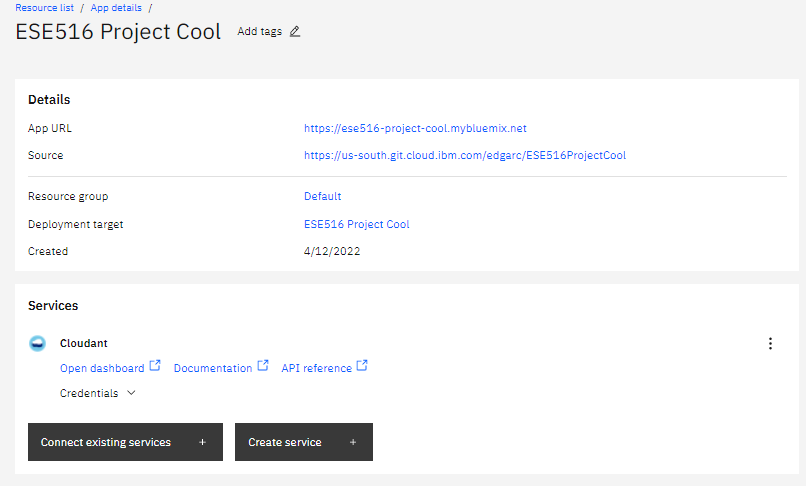 Resource list / App details /
ESE516 Project Cool Add tags
Details
App URL https://ese516-project-cool.mybluemix.net
Source https://us-south.git.cloud.ibm.com/edgarc/ESE516ProjectCool
Resource group Default
Deployment target ESE516 Project Cool
Created 4/12/2022
Services
Cloudant
Open dashboard Documentation API reference
Credentials
Connect existing services + Create service +